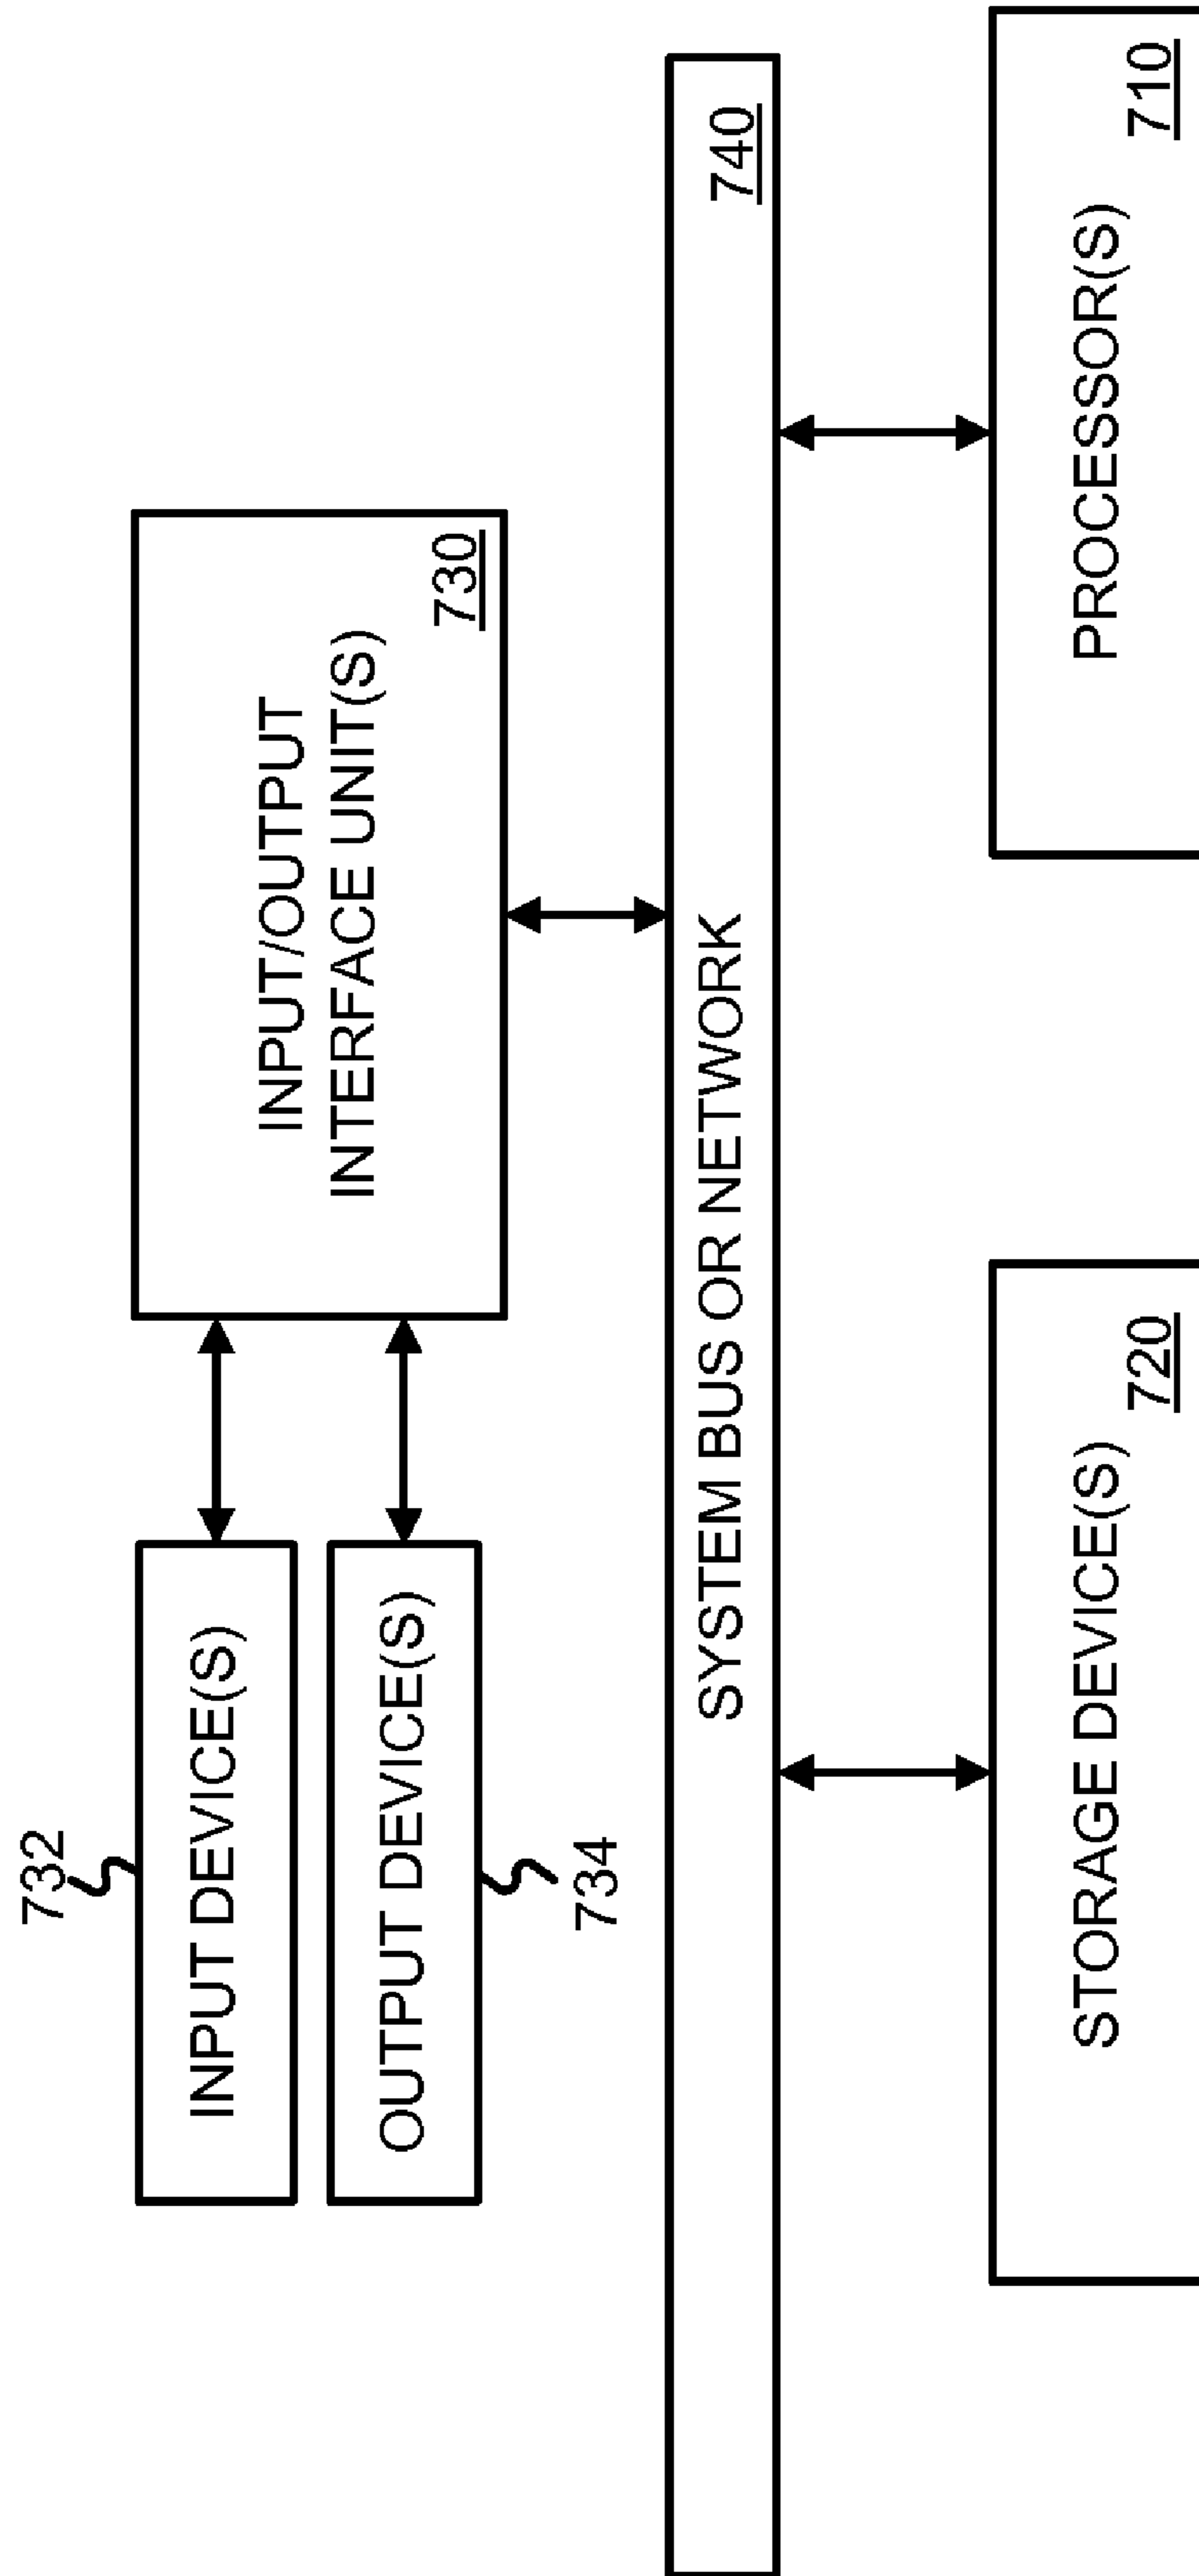 732
INPUT DEVICE(S)
OUTPUT DEVICE(S)
734
INPUT/OUTPUT
INTERFACE UNIT(S)
730
SYSTEM BUS OR NETWORK
740
STORAGE DEVICE(S)
720
PROCESSOR(S)
710